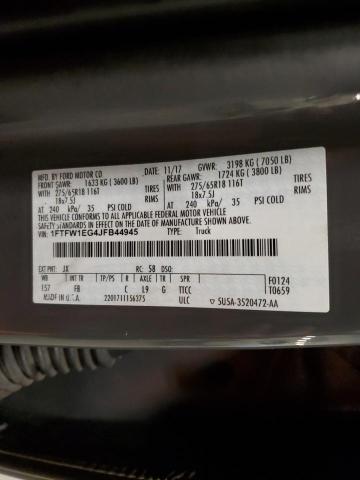 MFD. BY FORD MOTOR CO
DATE: 11/17 GVWR: 3198 KG (7050 LB)
FRONT GAWR: 1633 KG (3600 LB) REAR GAWR: 1724 KG (3800 LB)
275/65R18 116T TIRES 275/65R18 116T TIRES
18x7.5J RIMS 18x7.5J RIMS
AT 240 kPa/ 35 PSI COLD AT 240 kPa/ 35 PSI COLD
THIS VEHICLE CONFORMS TO ALL APPLICABLE FEDERAL MOTOR VEHICLE SAFETY
STANDARDS IN EFFECT ON THE DATE OF MANUFACTURE SHOWN ABOVE.
VIN: 1FTFW1EG4JFB44945 TYPE: Truck
EXT PNT: JX RC: 58 DSO:
WB INT TR TP/PS R AXLE TR SPR F0124
157 FB C L9 G TTCC T0659
MADE IN U.S.A. 2201711156375 ULC SU5A-3520472-AA